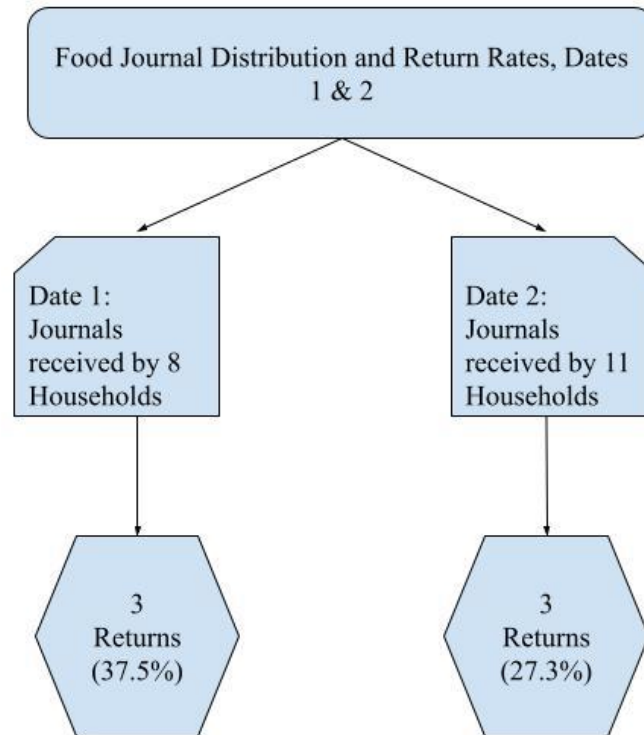 Food Journal Distribution and Return Rates, Dates
1 & 2
Date 1:
Journals
received by 8
Households
Date 2:
Journals
received by 11
Households
3
Returns
(37.5%)
3
Returns
(27.3%)